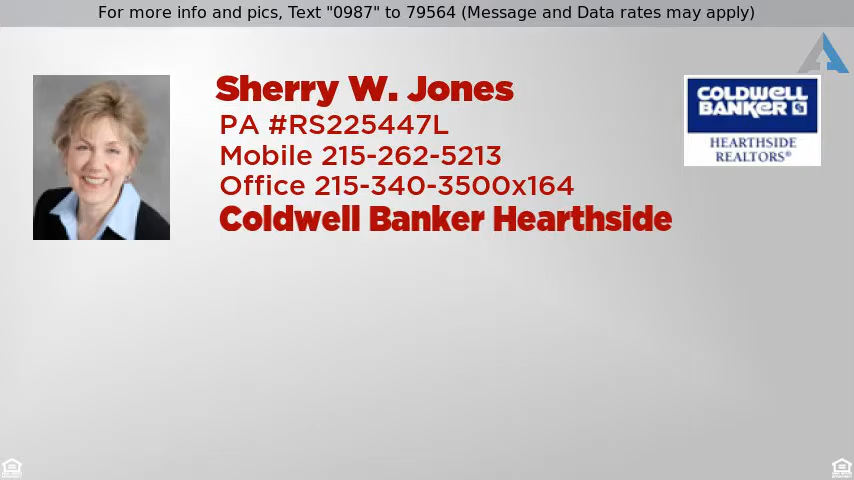 For more info and pics, Text "0987" to 79564 (Message and Data rates may apply)
Sherry W. Jones
PA #RS225447L
Mobile 215-262-5213
Office 215-340-3500x164
Coldwell Banker Hearthside
COLDWELL
BANKER
HEARTHSIDE
REALTORS®